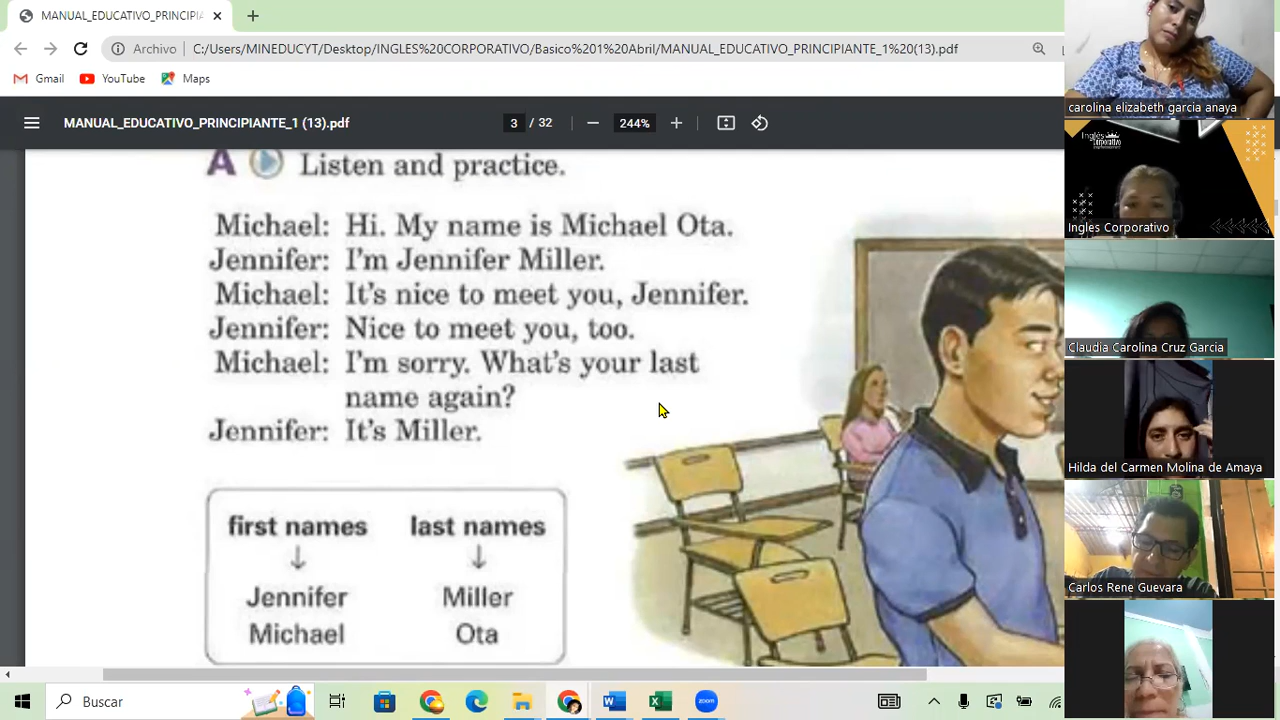 MANUAL_EDUCATIVO_PRINCIPIA
Archivo
C:/Users/MINEDUCYT/Desktop/INGLES%20CORPORATIVO/Basico%201%20Abril/MANUAL_EDUCATIVO_PRINCIPIANTE_1%20(13).pdf
Gmail YouTube Maps
MANUAL_EDUCATIVO_PRINCIPIANTE_1 (13).pdf 3 / 32 244%
A Listen and practice.
Michael: Hi. My name is Michael Ota.
Jennifer: I'm Jennifer Miller.
Michael: It's nice to meet you, Jennifer.
Jennifer: Nice to meet you, too.
Michael: I'm sorry. What's your last
name again?
Jennifer: It's Miller.
first names last names
Jennifer Miller
Michael Ota
carolina elizabeth garcia anaya
Inglés
Corporativo
Ingles Corporativo
Claudia Carolina Cruz Garcia
Hilda del Carmen Molina de Amaya
Carlos Rene Guevara
Buscar
zoom